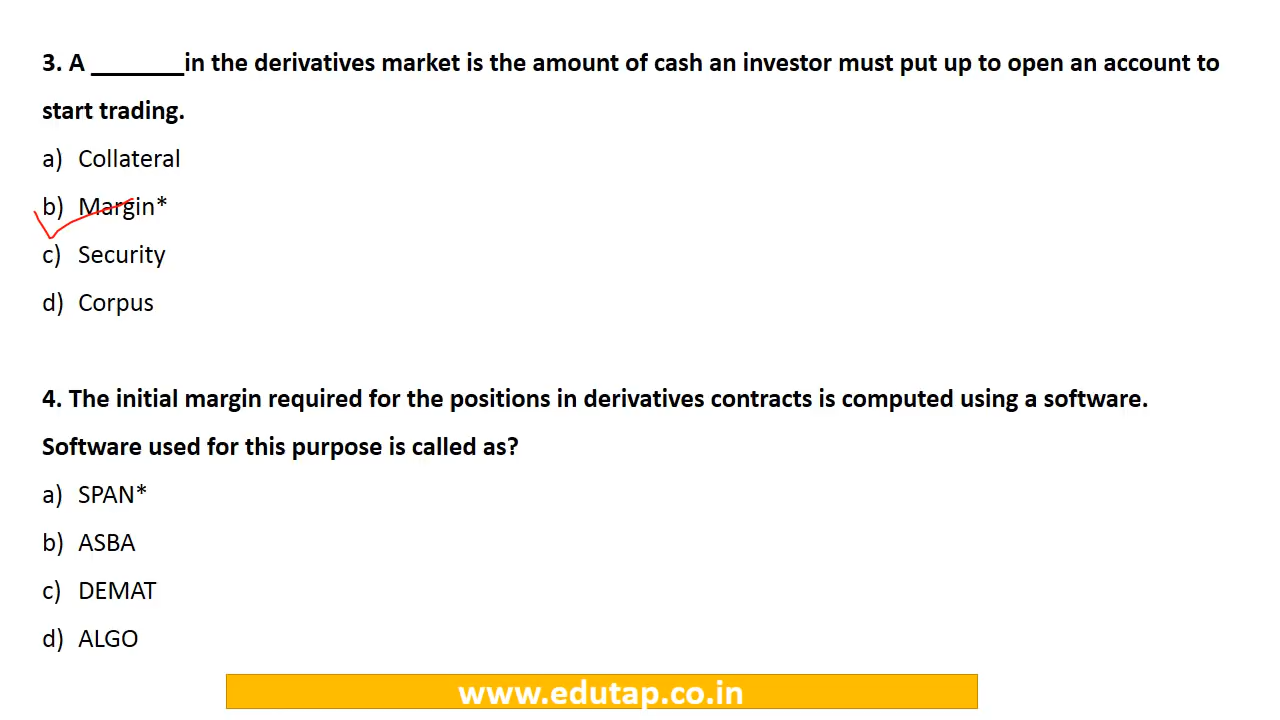 3. A _______in the derivatives market is the amount of cash an investor must put up to open an account to
start trading.
a) Collateral
b) Margin*
c) Security
d) Corpus
4. The initial margin required for the positions in derivatives contracts is computed using a software.
Software used for this purpose is called as?
a) SPAN*
b) ASBA
c) DEMAT
d) ALGO
www.edutap.co.in